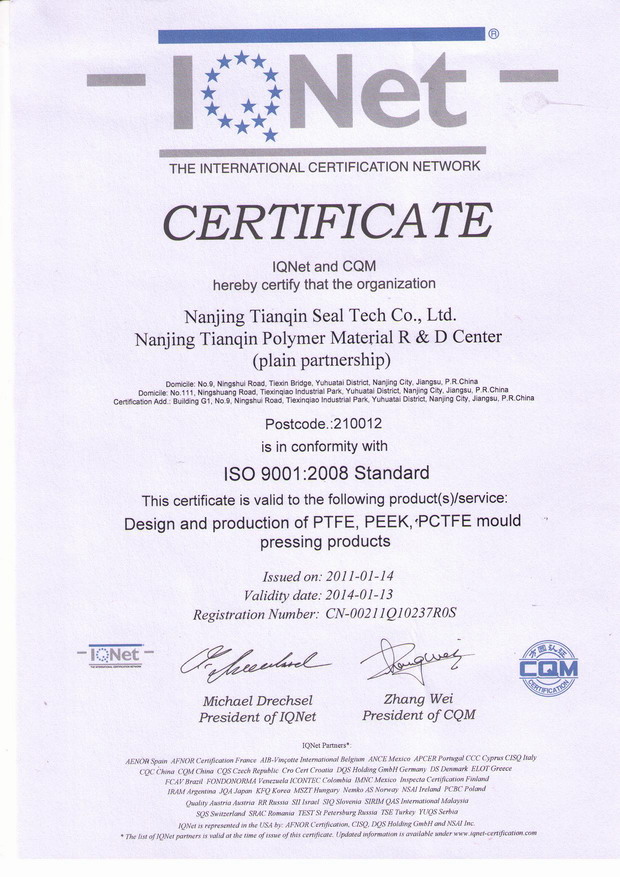 IQNet®
THE INTERNATIONAL CERTIFICATION NETWORK
CERTIFICATE
IQNet and CQM
hereby certify that the organization
Nanjing Tianqin Seal Tech Co., Ltd.
Nanjing Tianqin Polymer Material R & D Center
(plain partnership)
Domicile: No.9, Ningshui Road, Tiexin Bridge, Yuhuatai District, Nanjing City, Jiangsu, P.R.China
Domicile: No.111, Ningshuang Road, Tiexinqiao Industrial Park, Yuhuatai District, Nanjing City, Jiangsu, P.R.China
Certification Add.: Building G1, No.9, Ningshui Road, Tiexinqiao Industrial Park, Yuhuatai District, Nanjing City, Jiangsu, P.R.China
Postcode.:210012
is in conformity with
ISO 9001:2008 Standard
This certificate is valid to the following product(s)/service:
Design and production of PTFE, PEEK, PCTFE mould
pressing products
Issued on: 2011-01-14
Validity date: 2014-01-13
Registration Number: CN-00211Q10237R0S
IQNet
THE INTERNATIONAL CERTIFICATION NETWORK
Zhang Wei
方圆认证
CQM
CERTIFICATION
Michael Drechsel
President of IQNet
Zhang Wei
President of CQM
IQNet Partners*:
AENOR Spain AFNOR Certification France AIB-Vinçotte International Belgium ANCE Mexico APCER Portugal CCC Cyprus CISQ Italy
CQC China CQM China CQS Czech Republic Cro Cert Croatia DQS Holding GmbH Germany DS Denmark ELOT Greece
FCAV Brazil FONDONORMA Venezuela ICONTEC Colombia IMNC Mexico Inspecta Certification Finland
IRAM Argentina JQA Japan KFQ Korea MSZT Hungary Nemko AS Norway NSAI Ireland PCBC Poland
Quality Austria Austria RR Russia SII Israel SIQ Slovenia SIRIM QAS International Malaysia
SQS Switzerland SRAC Romania TEST St Petersburg Russia TSE Turkey YUQS Serbia
IQNet is represented in the USA by: AFNOR Certification, CISQ, DQS Holding GmbH and NSAI Inc.
* The list of IQNet partners is valid at the time of issue of this certificate. Updated information is available under www.iqnet-certification.com